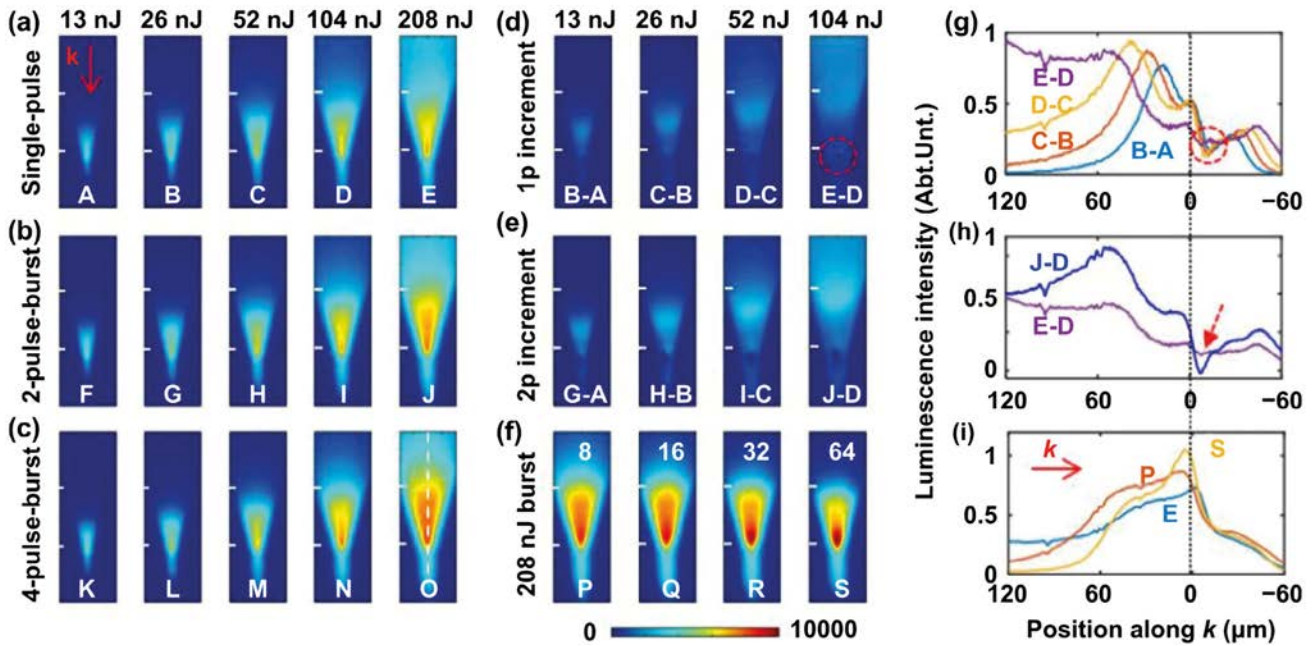 (a) 13 nJ 26 nJ 52 nJ 104 nJ 208 nJ
k
Single-pulse
A B C D E
(b)
2-pulse-burst
F G H I J
(c)
4-pulse-burst
K L M N O
(d) 13 nJ 26 nJ 52 nJ 104 nJ
1p increment
B-A C-B D-C E-D
(e)
2p increment
G-A H-B I-C J-D
(f)
208 nJ burst
8 16 32 64
P Q R S
0 10000
Luminescence intensity (Abt.Unt.)
(g)
1
0.5
0
E-D
D-C
C-B
B-A
120 60 0 −60
(h)
1
0.5
0
J-D
E-D
120 60 0 −60
(i)
1
0.5
0
k
P
S
E
120 60 0 −60
Position along k (μm)